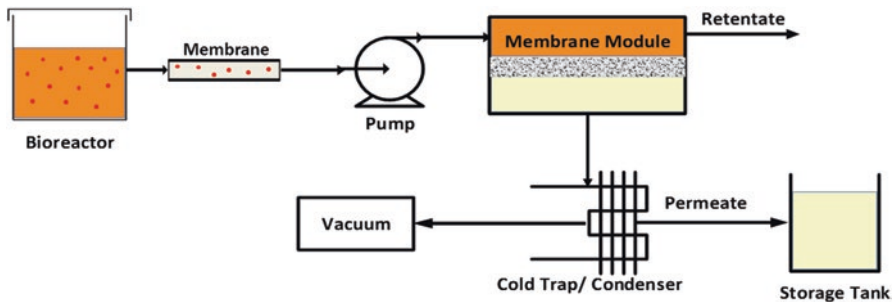 Bioreactor
Membrane
Pump
Membrane Module
Retentate
Vacuum
Cold Trap/ Condenser
Permeate
Storage Tank